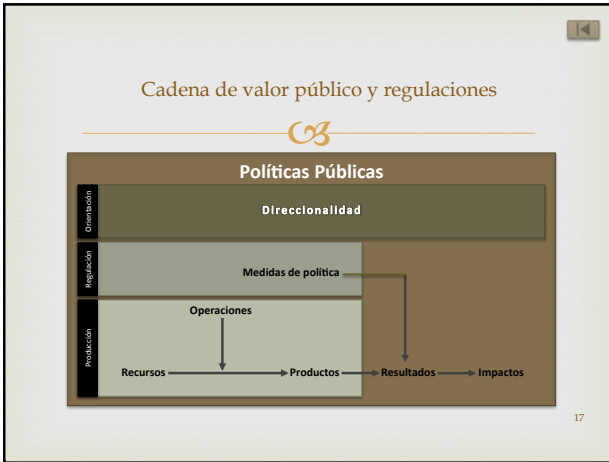 Cadena de valor público y regulaciones
Políticas Públicas
Orientación
Direccionalidad
Regulación
Medidas de política
Producción
Operaciones
Recursos
Productos
Resultados
Impactos
17